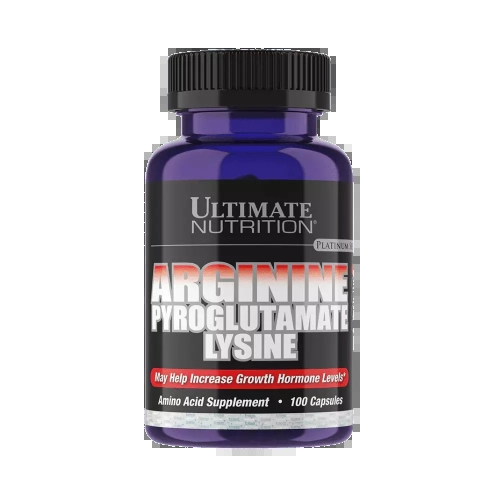 ULTIMATE
NUTRITION®
PLATINUM
ARGININE
PYROGLUTAMATE
LYSINE
May Help Increase Growth Hormone Levels*
Amino Acid Supplement • 100 Capsules